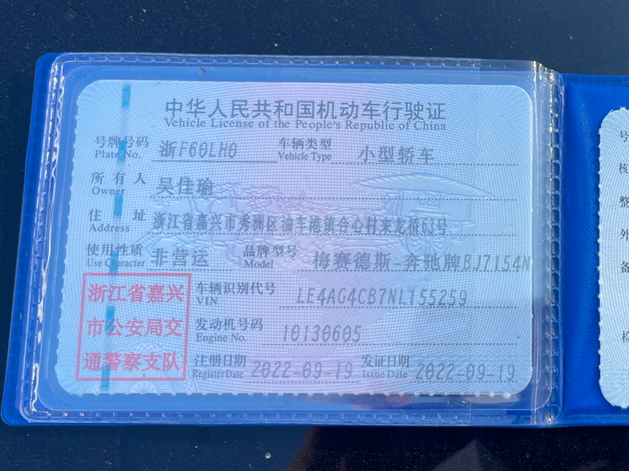 中华人民共和国机动车行驶证
Vehicle License of the People's Republic of China
号牌号码 浙F60LH0 车辆类型 小型轿车
Plate No. Vehicle Type
所有人 吴佳瑜
Owner
住址 浙江省嘉兴市秀洲区油车港镇合心村来龙桥63号
Address
使用性质 非营运 品牌型号 梅赛德斯-奔驰牌BJ7154N
Use Character Model
浙江省嘉兴
市公安局交
通警察支队
车辆识别代号 LE4AG4CB7NL155259
VIN
发动机号码 10130605
Engine No.
注册日期 2022-09-19 发证日期 2022-09-19
Register Date Issue Date
号
核
整
外
备
检